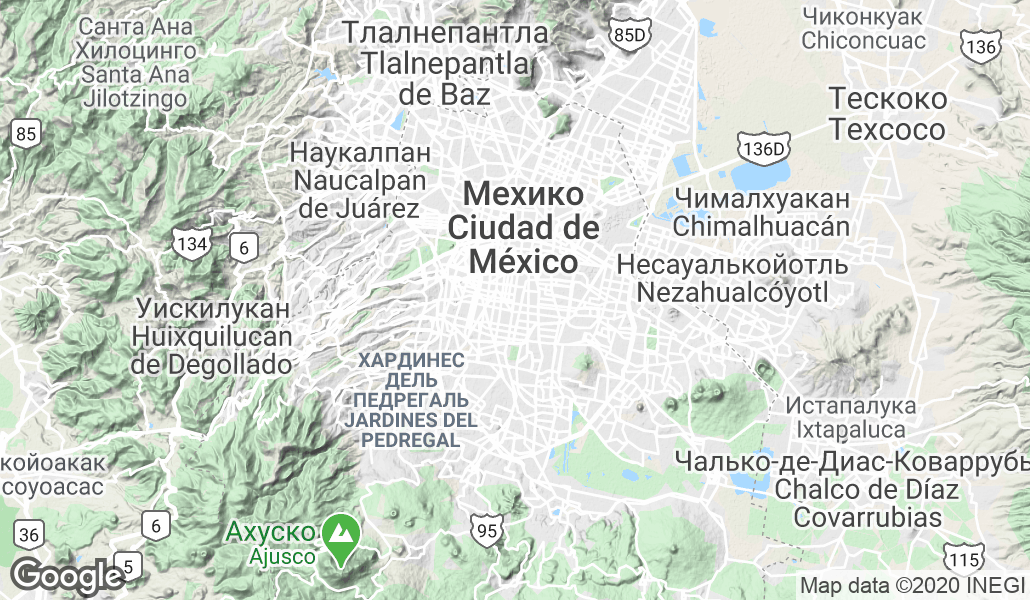 Санта Ана
Хилоцинго
Santa Ana
Jilotzingo
Тлалнепантла
Tlalnepantla
de Baz
85D
Чиконкуак
Chiconcuac
136
Тескоко
Texcoco
85
136D
Наукалпан
Naucalpan
de Juárez
Мехико
Ciudad de
México
Чималхуакан
Chimalhuacán
134
6
Несауалькойотль
Nezahualcóyotl
Уискилукан
Huixquilucan
de Degollado
ХАРДИНЕС
ДЕЛЬ
ПЕДРЕГАЛЬ
JARDINES DEL
PEDREGAL
Истапалука
Ixtapaluca
койоакак
coyoacac
Чалько-де-Диас-Коваррубь
Chalco de Díaz
Covarrubias
36
6
Ахуско
Ajusco
95
115
5
Google
Map data ©2020 INEGI